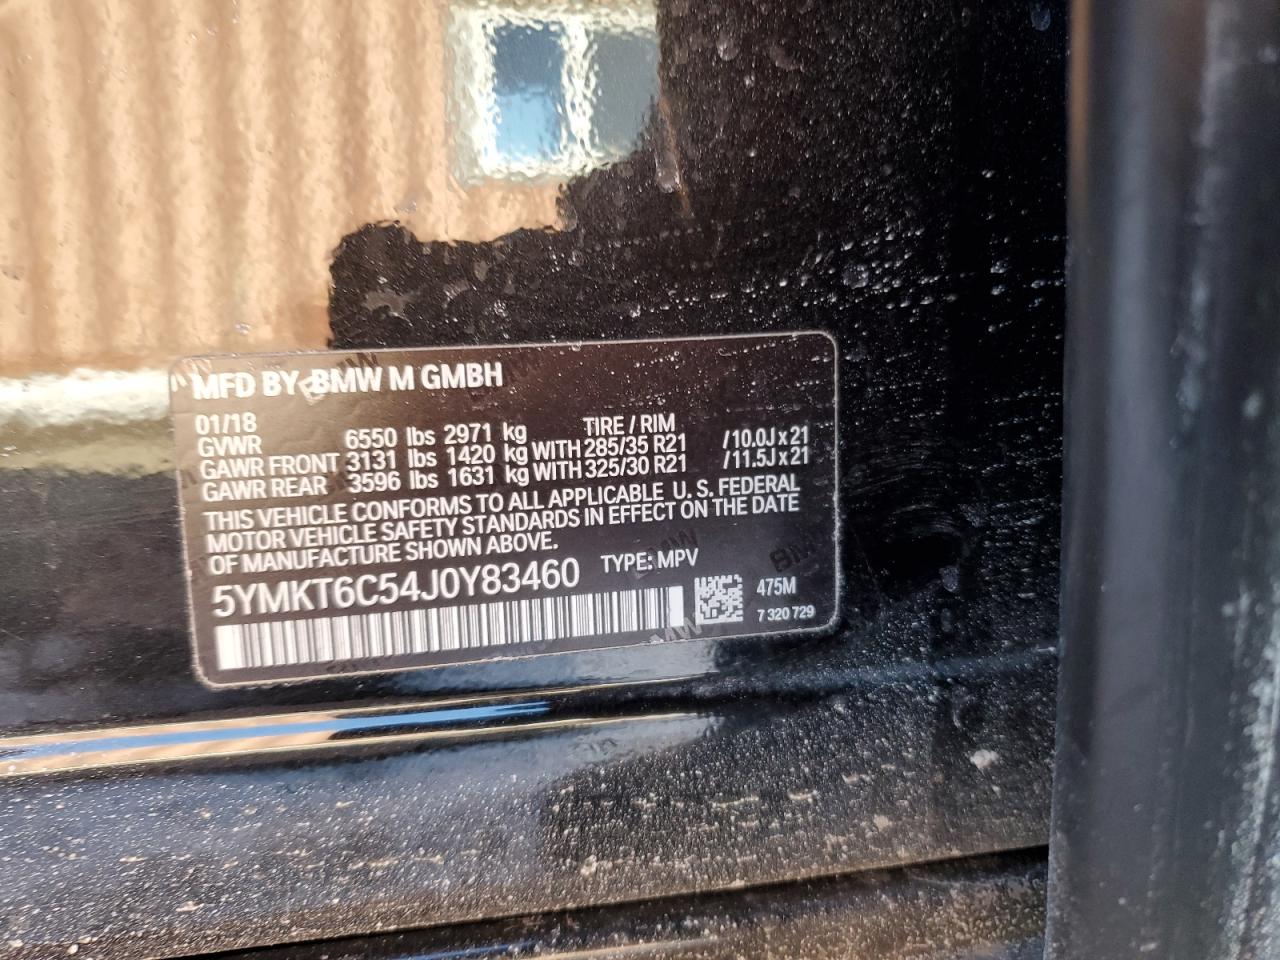 MFD BY BMW M GMBH
01/18 TIRE / RIM
GVWR 6550 lbs 2971 kg
GAWR FRONT 3131 lbs 1420 kg WITH 285/35 R21 /10.0J x 21
GAWR REAR 3596 lbs 1631 kg WITH 325/30 R21 /11.5J x 21
THIS VEHICLE CONFORMS TO ALL APPLICABLE U. S. FEDERAL
MOTOR VEHICLE SAFETY STANDARDS IN EFFECT ON THE DATE
OF MANUFACTURE SHOWN ABOVE.
5YMKT6C54J0Y83460 TYPE: MPV
475M
7 320 729